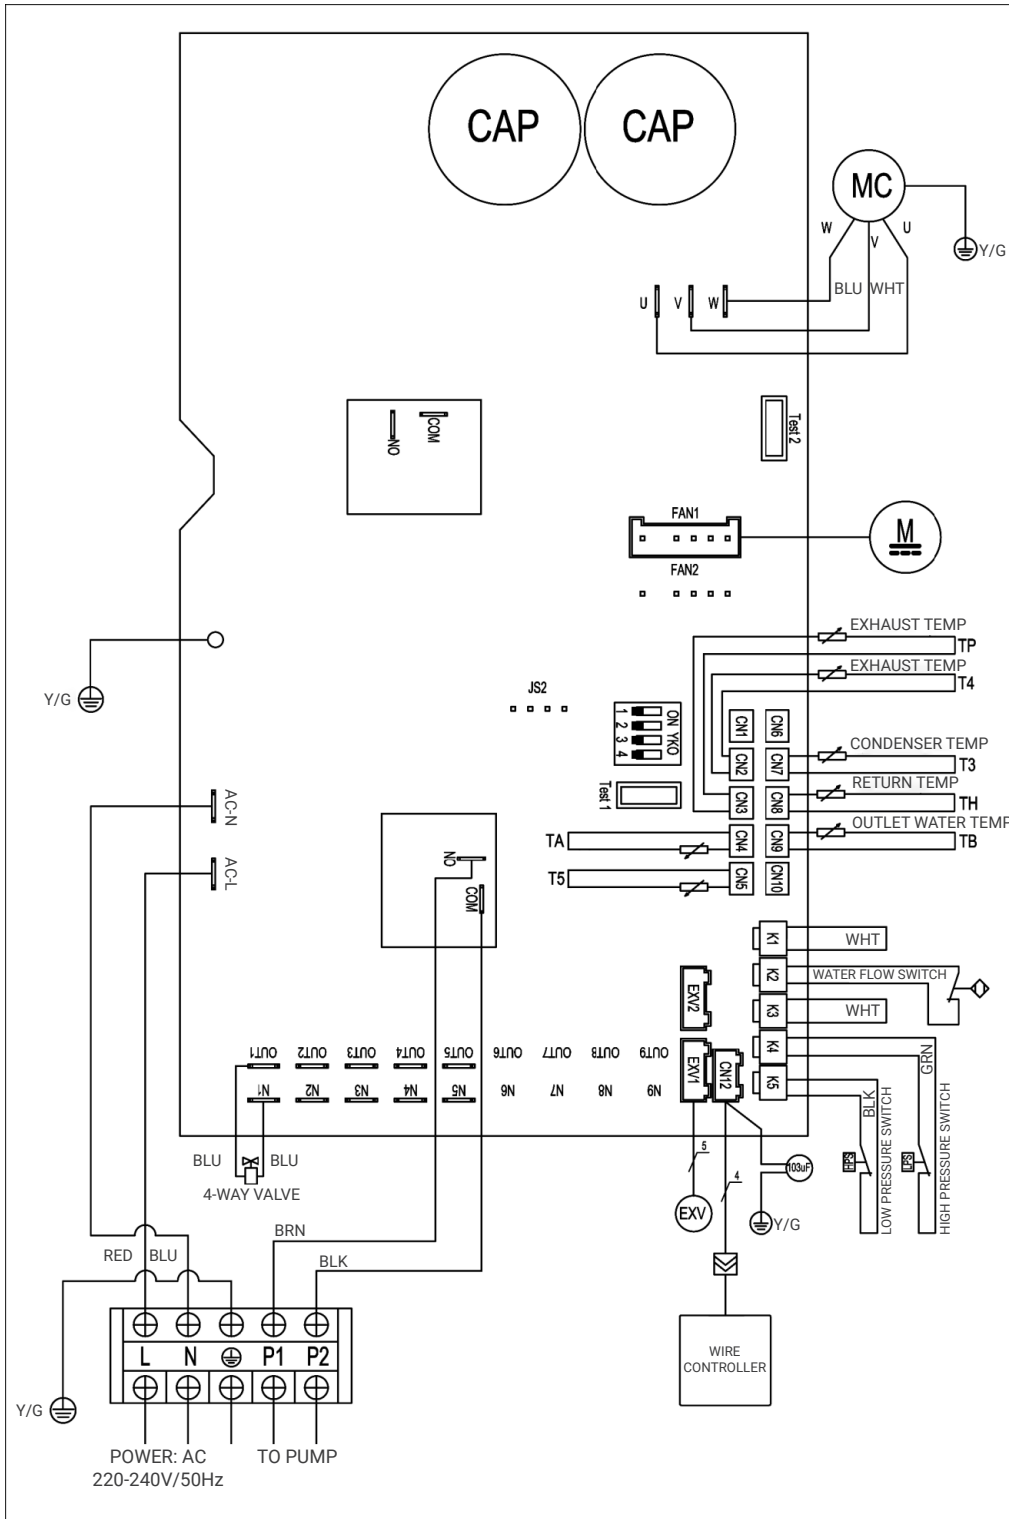 CAP
CAP
MC
W
V
U
Y/G
BLU
WHT
U
V
W
Test 2
COM
NO
FAN1
M
FAN2
EXHAUST TEMP
TP
EXHAUST TEMP
T4
Y/G
JS2
ON YKO
1
2
3
4
CN1
CN6
CN2
CN7
CONDENSER TEMP
T3
Test 1
CN3
CN8
RETURN TEMP
TH
AC-N
TA
CN4
CN9
OUTLET WATER TEMP
TB
AC-L
NO
COM
T5
CN5
CN10
K1
WHT
K2
WATER FLOW SWITCH
EXV2
K3
WHT
K4
GRN
OUT1
OUT2
OUT3
OUT4
OUT5
OUT6
OUT7
OUT8
OUT9
EXV1
CN12
K5
BLK
N1
N2
N3
N4
N5
N6
N7
N8
N9
BLU
BLU
4-WAY VALVE
5
4
103uF
HPS
LOW PRESSURE SWITCH
LPS
HIGH PRESSURE SWITCH
EXV
Y/G
BRN
RED
BLU
BLK
L
N
P1
P2
WIRE
CONTROLLER
Y/G
POWER: AC
220-240V/50Hz
TO PUMP